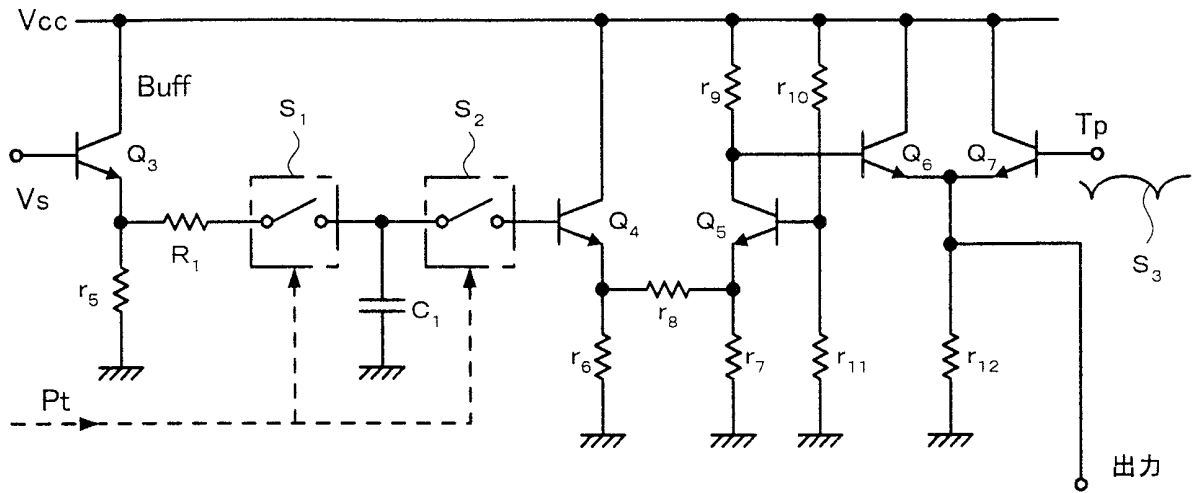 Vcc
Buff
S₁
S₂
r₉
r₁₀
Tp
Q₃
Q₆
Q₇
Vs
Q₄
Q₅
R₁
S₃
r₅
C₁
r₈
r₆
r₇
r₁₁
r₁₂
Pt
出力